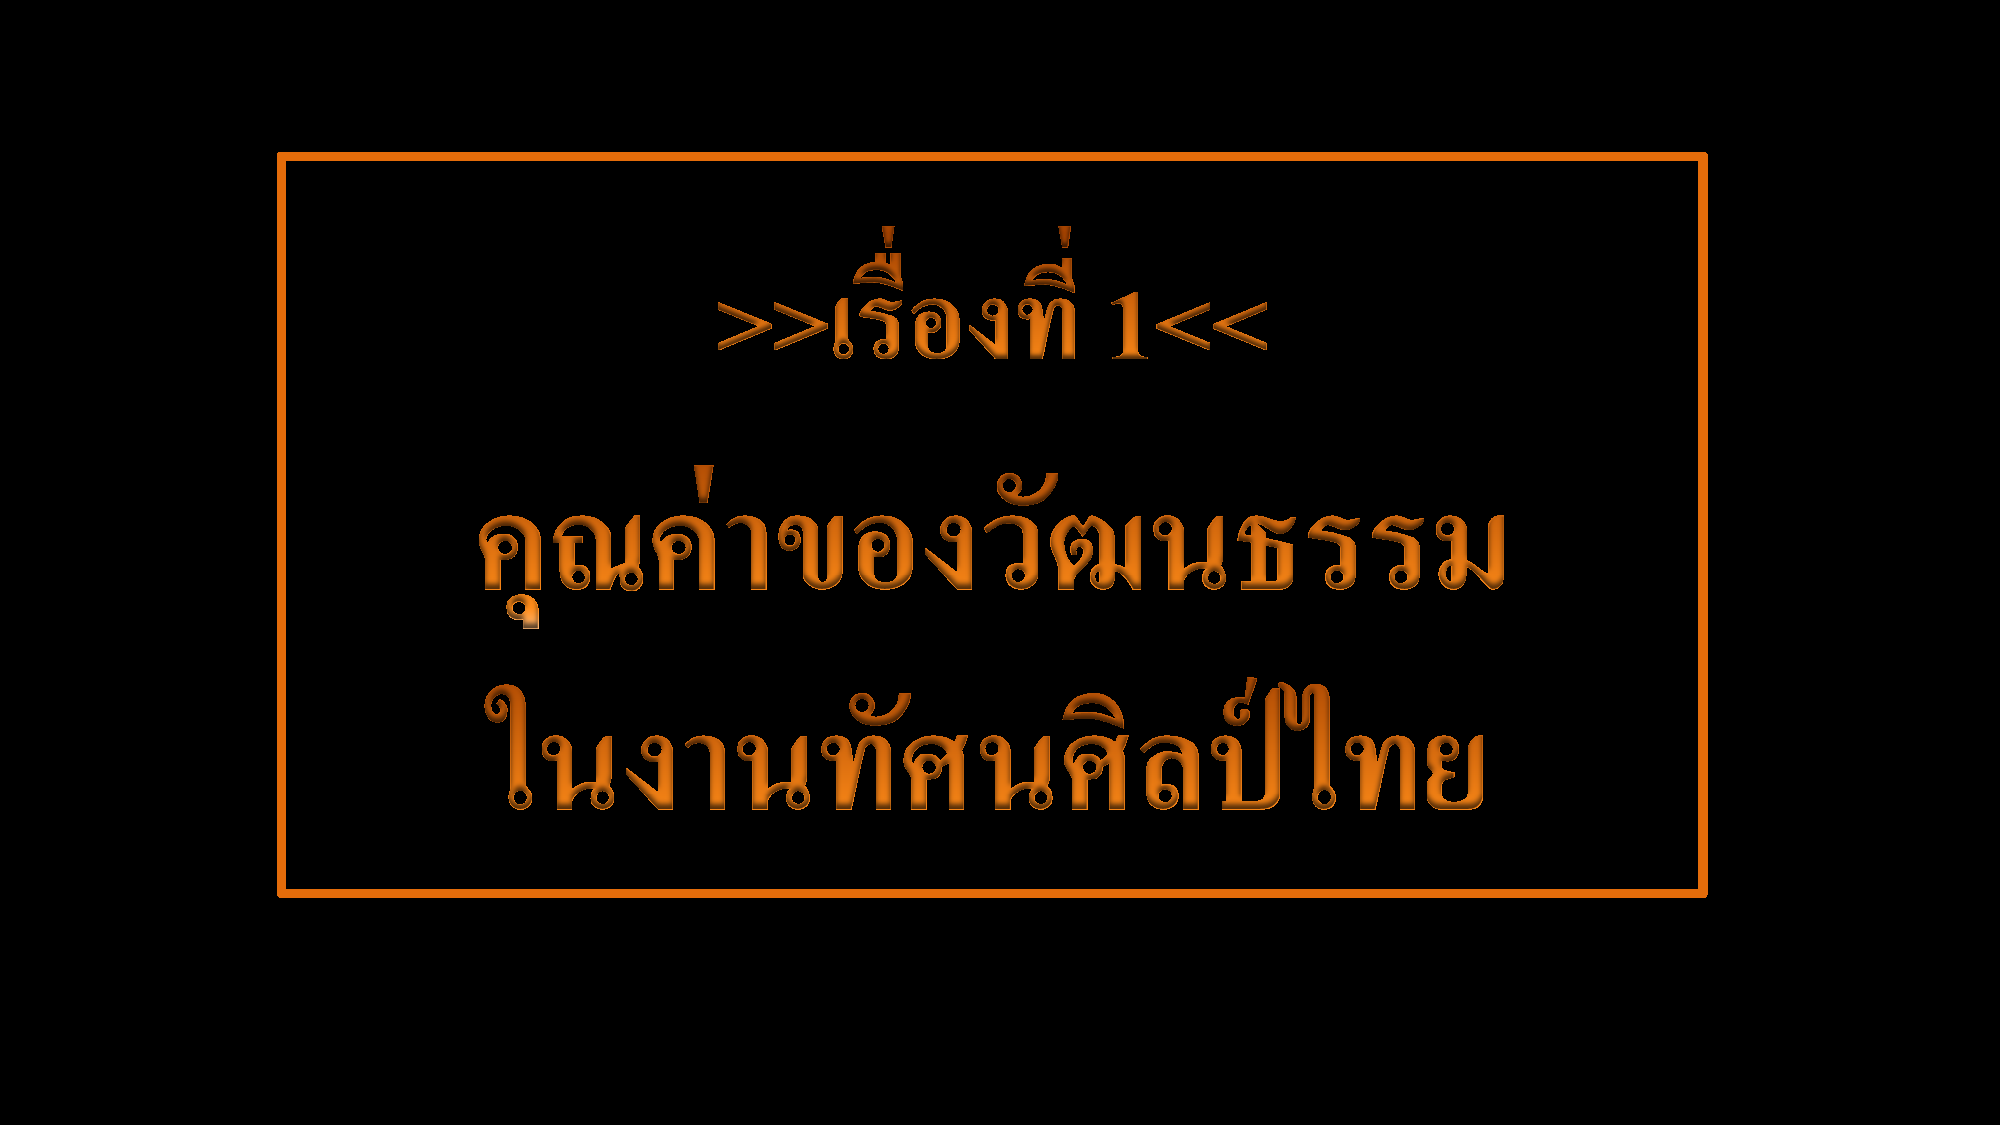 >>เรื่องที่ 1<<
คุณค่าของวัฒนธรรม
ในงานทัศนศิลป์ไทย